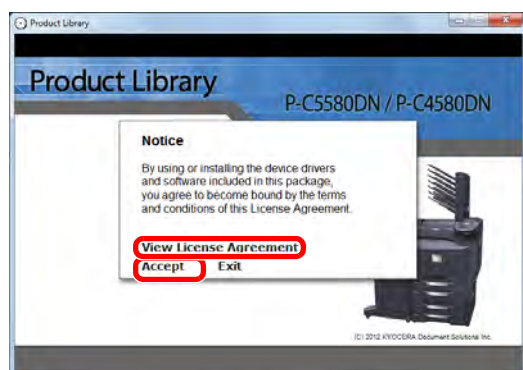 Product Library
Product Library
P-C5580DN / P-C4580DN
Notice
By using or installing the device drivers
and software included in this package,
you agree to become bound by the terms
and conditions of this License Agreement.
View License Agreement
Accept Exit
(C) 2012 KYOCERA Document Solutions Inc.